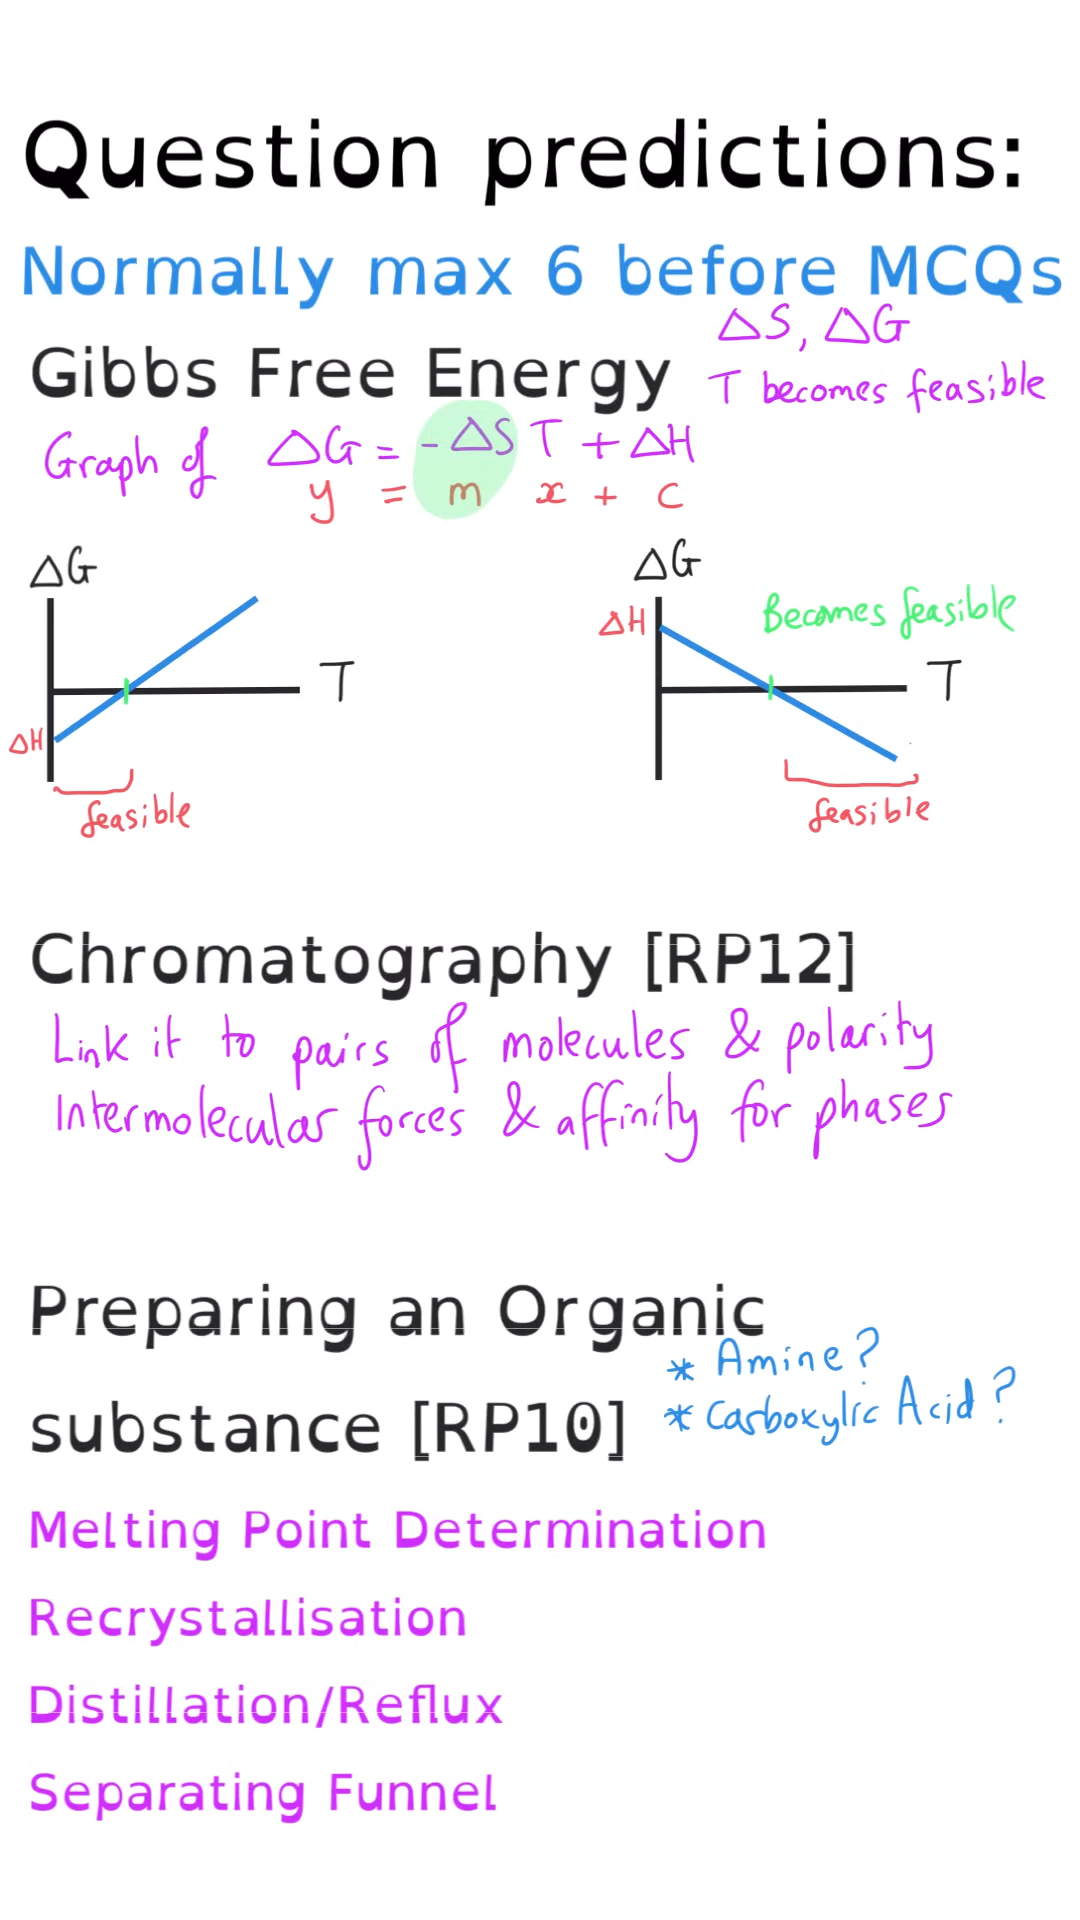 Question predictions:
Normally max 6 before MCQs
ΔS, ΔG
Gibbs Free Energy
T becomes feasible
Graph of ΔG = -ΔS T + ΔH
y = m x + c
ΔG
T
ΔH
feasible
ΔG
ΔH
Becomes feasible
T
feasible
Chromatography [RP12]
Link it to pairs of molecules & polarity
Intermolecular forces & affinity for phases
Preparing an Organic
* Amine?
substance [RP10]
* Carboxylic Acid?
Melting Point Determination
Recrystallisation
Distillation/Reflux
Separating Funnel